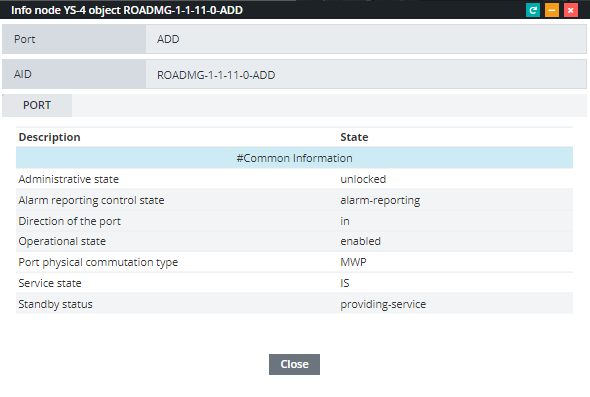 Info node YS-4 object ROADMG-1-1-11-0-ADD
Port ADD
AID ROADMG-1-1-11-0-ADD
PORT
Description State
#Common Information
Administrative state unlocked
Alarm reporting control state alarm-reporting
Direction of the port in
Operational state enabled
Port physical commutation type MWP
Service state IS
Standby status providing-service
Close